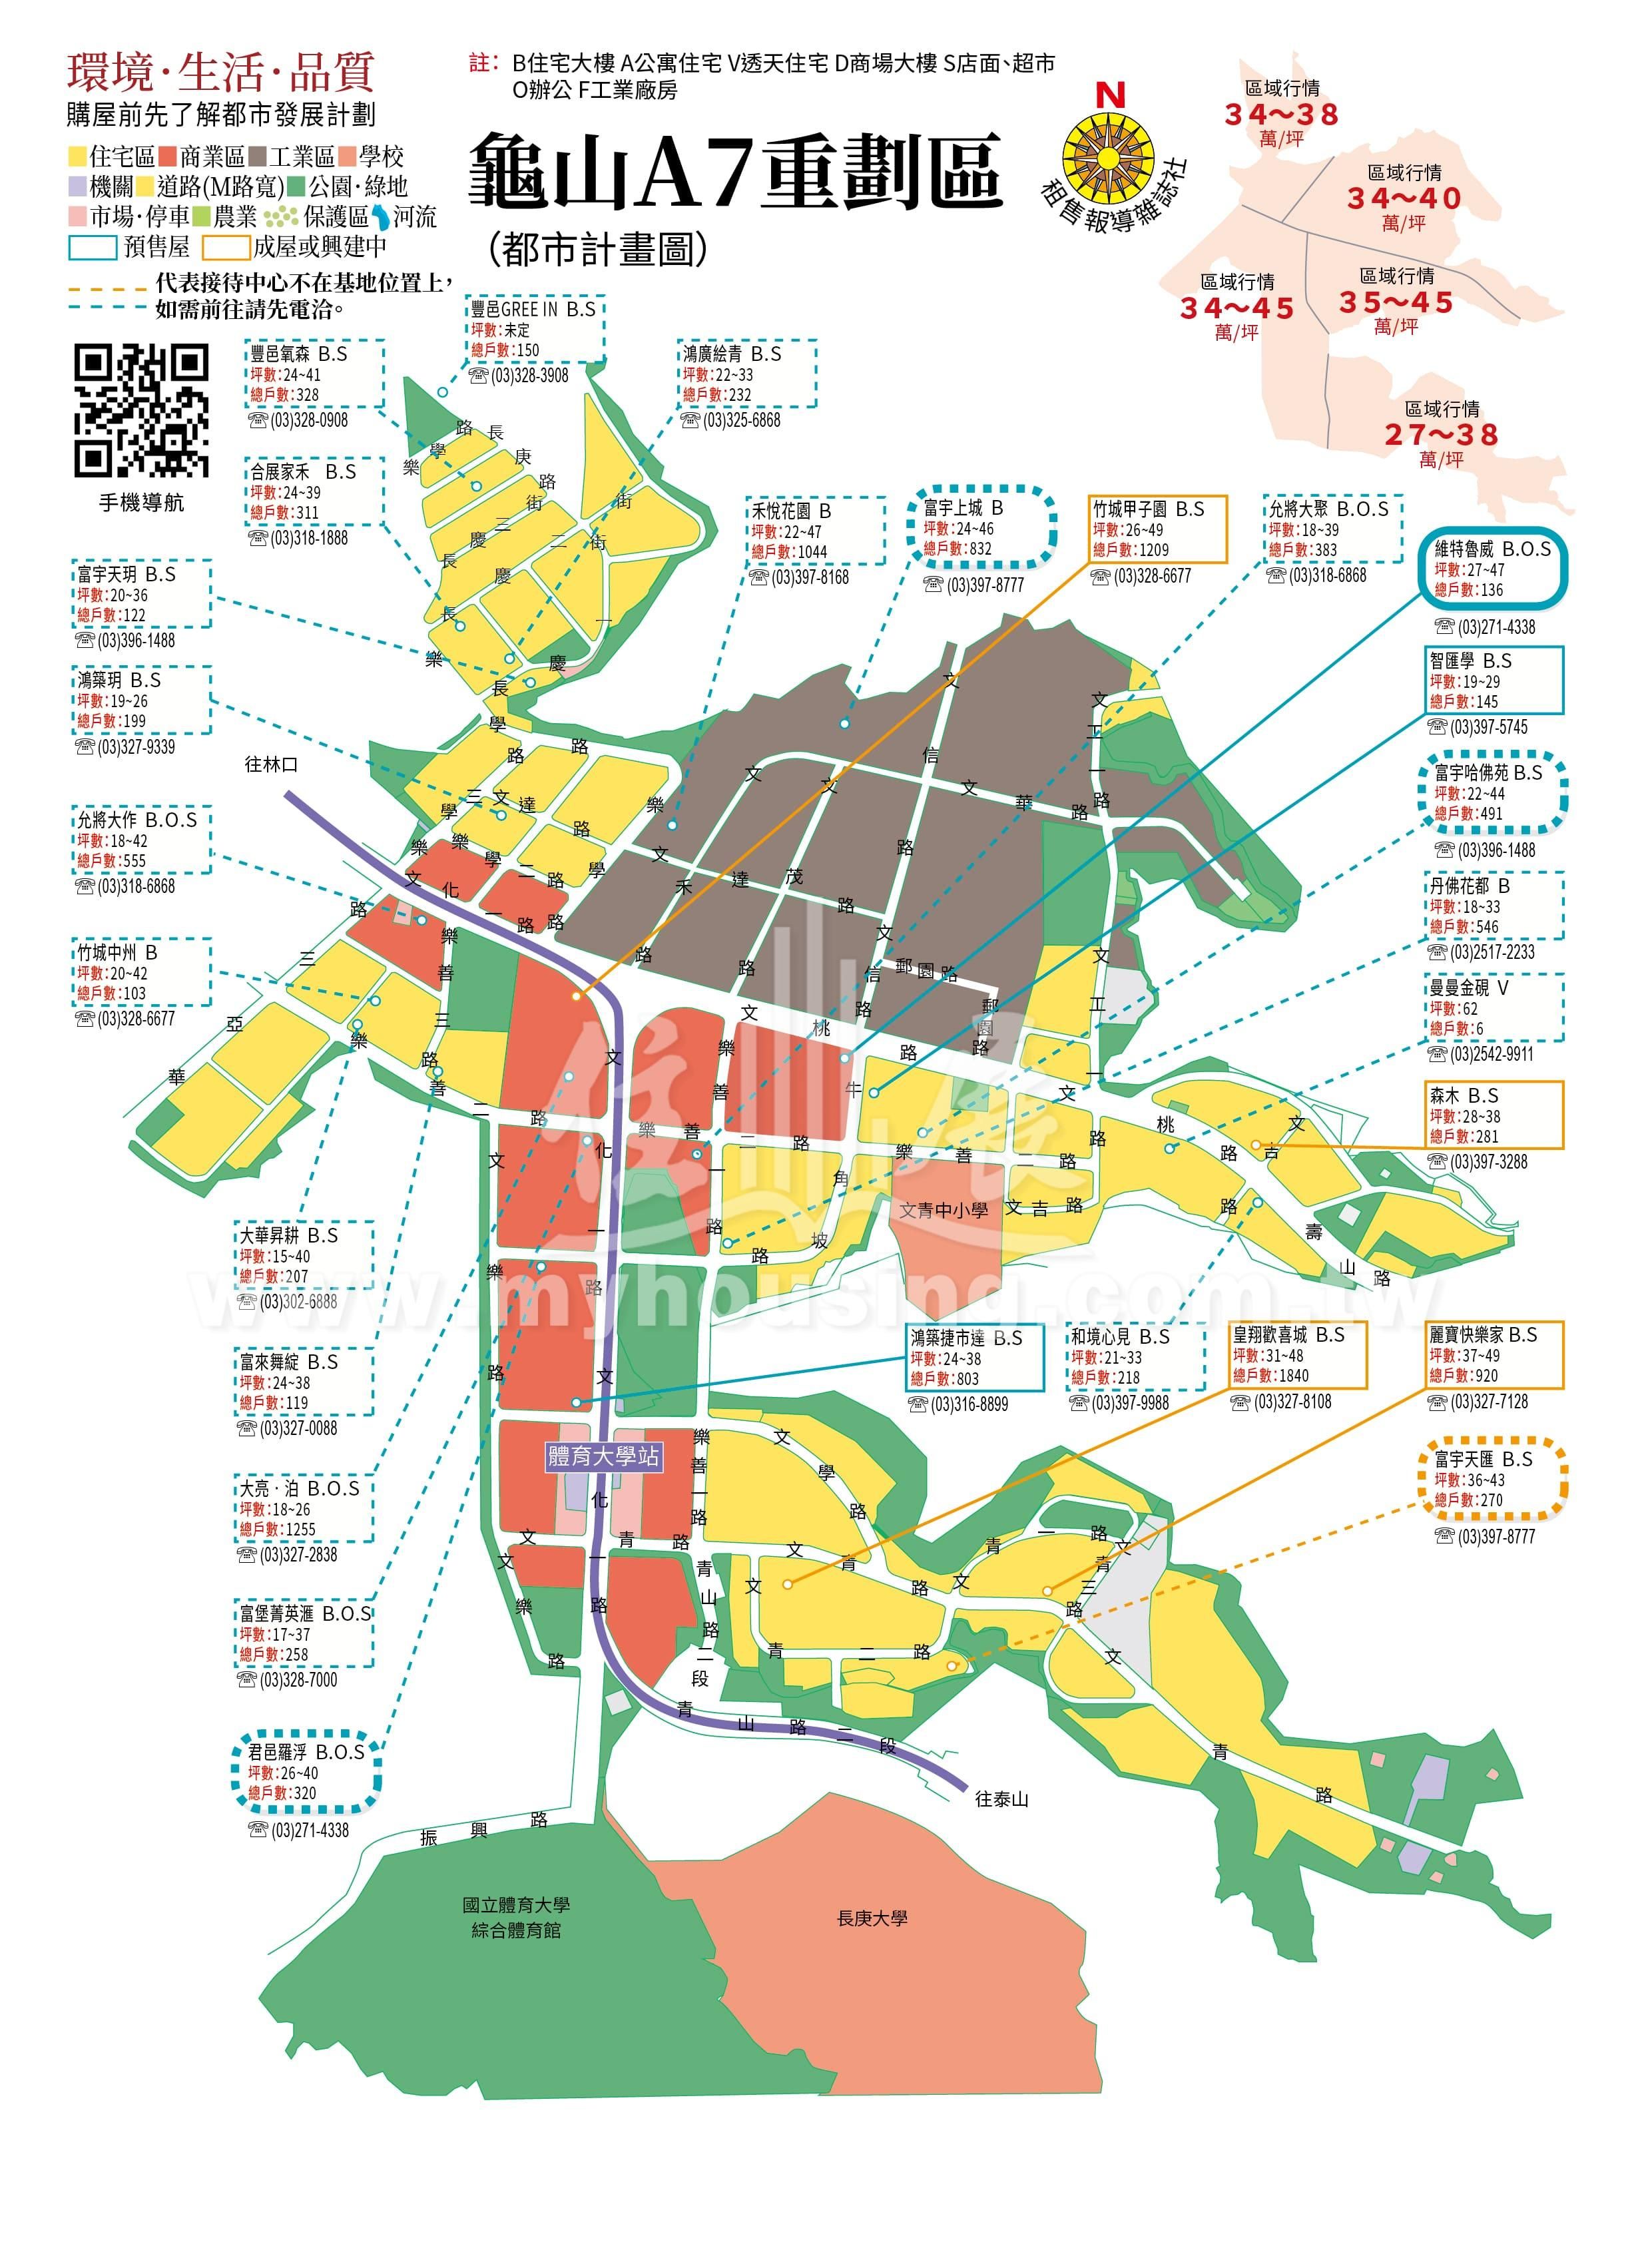 環境·生活·品質
購屋前先了解都市發展計劃
住宅區 商業區 工業區 學校
機關 道路(M路寬) 公園·綠地
市場·停車 農業 保護區 河流
預售屋 成屋或興建中
代表接待中心不在基地位置上，
如需前往請先電洽。
手機導航
註： B住宅大樓 A公寓住宅 V透天住宅 D商場大樓 S店面、超市
O辦公 F工業廠房
龜山A7重劃區
(都市計畫圖)
N
租售報導雜誌社
區域行情
34～38
萬/坪
區域行情
34～40
萬/坪
區域行情
34～45
萬/坪
區域行情
35～45
萬/坪
區域行情
27～38
萬/坪
豐邑GREE IN B.S
坪數:未定
總戶數:150
(03)328-3908
豐邑氧森 B.S
坪數:24~41
總戶數:328
(03)328-0908
鴻廣絵青 B.S
坪數:22~33
總戶數:232
(03)325-6868
合展家禾 B.S
坪數:24~39
總戶數:311
(03)318-1888
禾悅花園 B
坪數:22~47
總戶數:1044
(03)397-8168
富宇上城 B
坪數:24~46
總戶數:832
(03)397-8777
竹城甲子園 B.S
坪數:26~49
總戶數:1209
(03)328-6677
允將大聚 B.O.S
坪數:18~39
總戶數:383
(03)318-6868
維特魯威 B.O.S
坪數:27~47
總戶數:136
(03)271-4338
富宇天玥 B.S
坪數:20~36
總戶數:122
(03)396-1488
智匯學 B.S
坪數:19~29
總戶數:145
(03)397-5745
鴻築玥 B.S
坪數:19~26
總戶數:199
(03)327-9339
富宇哈佛苑 B.S
坪數:22~44
總戶數:491
(03)396-1488
允將大作 B.O.S
坪數:18~42
總戶數:555
(03)318-6868
丹佛花都 B
坪數:18~33
總戶數:546
(03)2517-2233
竹城中州 B
坪數:20~42
總戶數:103
(03)328-6677
曼曼金硯 V
坪數:62
總戶數:6
(03)2542-9911
森木 B.S
坪數:28~38
總戶數:281
(03)397-3288
大華昇耕 B.S
坪數:15~40
總戶數:207
(03)302-6888
富來舞綻 B.S
坪數:24~38
總戶數:119
(03)327-0088
鴻築捷市達 B.S
坪數:24~38
總戶數:803
(03)316-8899
和境心見 B.S
坪數:21~33
總戶數:218
(03)397-9988
皇翔歡喜城 B.S
坪數:31~48
總戶數:1840
(03)327-8108
麗寶快樂家 B.S
坪數:37~49
總戶數:920
(03)327-7128
大亮·泊 B.O.S
坪數:18~26
總戶數:1255
(03)327-2838
富宇天匯 B.S
坪數:36~43
總戶數:270
(03)397-8777
富堡菁英滙 B.O.S
坪數:17~37
總戶數:258
(03)328-7000
君邑羅浮 B.O.S
坪數:26~40
總戶數:320
(03)271-4338
往林口
樂學路
長庚路
長慶三街
長慶二街
長慶一街
樂學路
文達路
樂學三路
樂學二路
文化一路
文禾路
文達路
文茂路
文信路
文華路
文工一路
郵園路
郵園路
文桃路
樂善三路
樂善二路
樂善一路
華亞三路
牛角坡路
文吉路
文青中小學
桃路
文吉路
壽山路
文樂路
體育大學站
文學路
文青路
青山路二段
青山路二段
文青二路
文青一路
文青三路
文青路
往泰山
振興路
國立體育大學
綜合體育館
長庚大學
住展
www.myhousing.com.tw